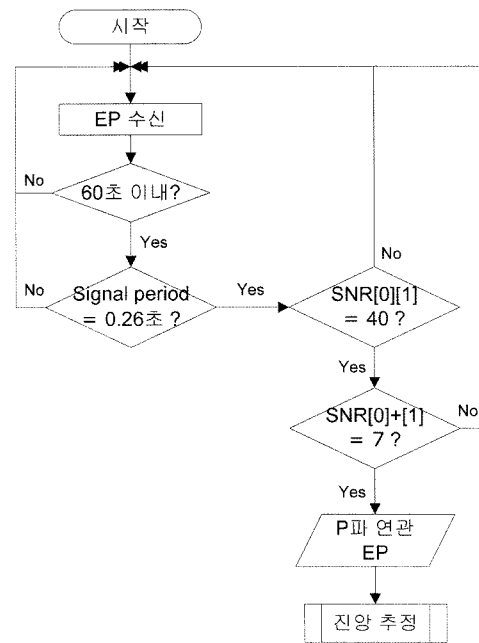 시작
EP 수신
No
60초 이내?
Yes
No
Signal period
= 0.26초 ?
Yes
No
SNR[0][1]
= 40 ?
Yes
SNR[0]+[1]
= 7 ?
No
Yes
P파 연관
EP
진앙 추정